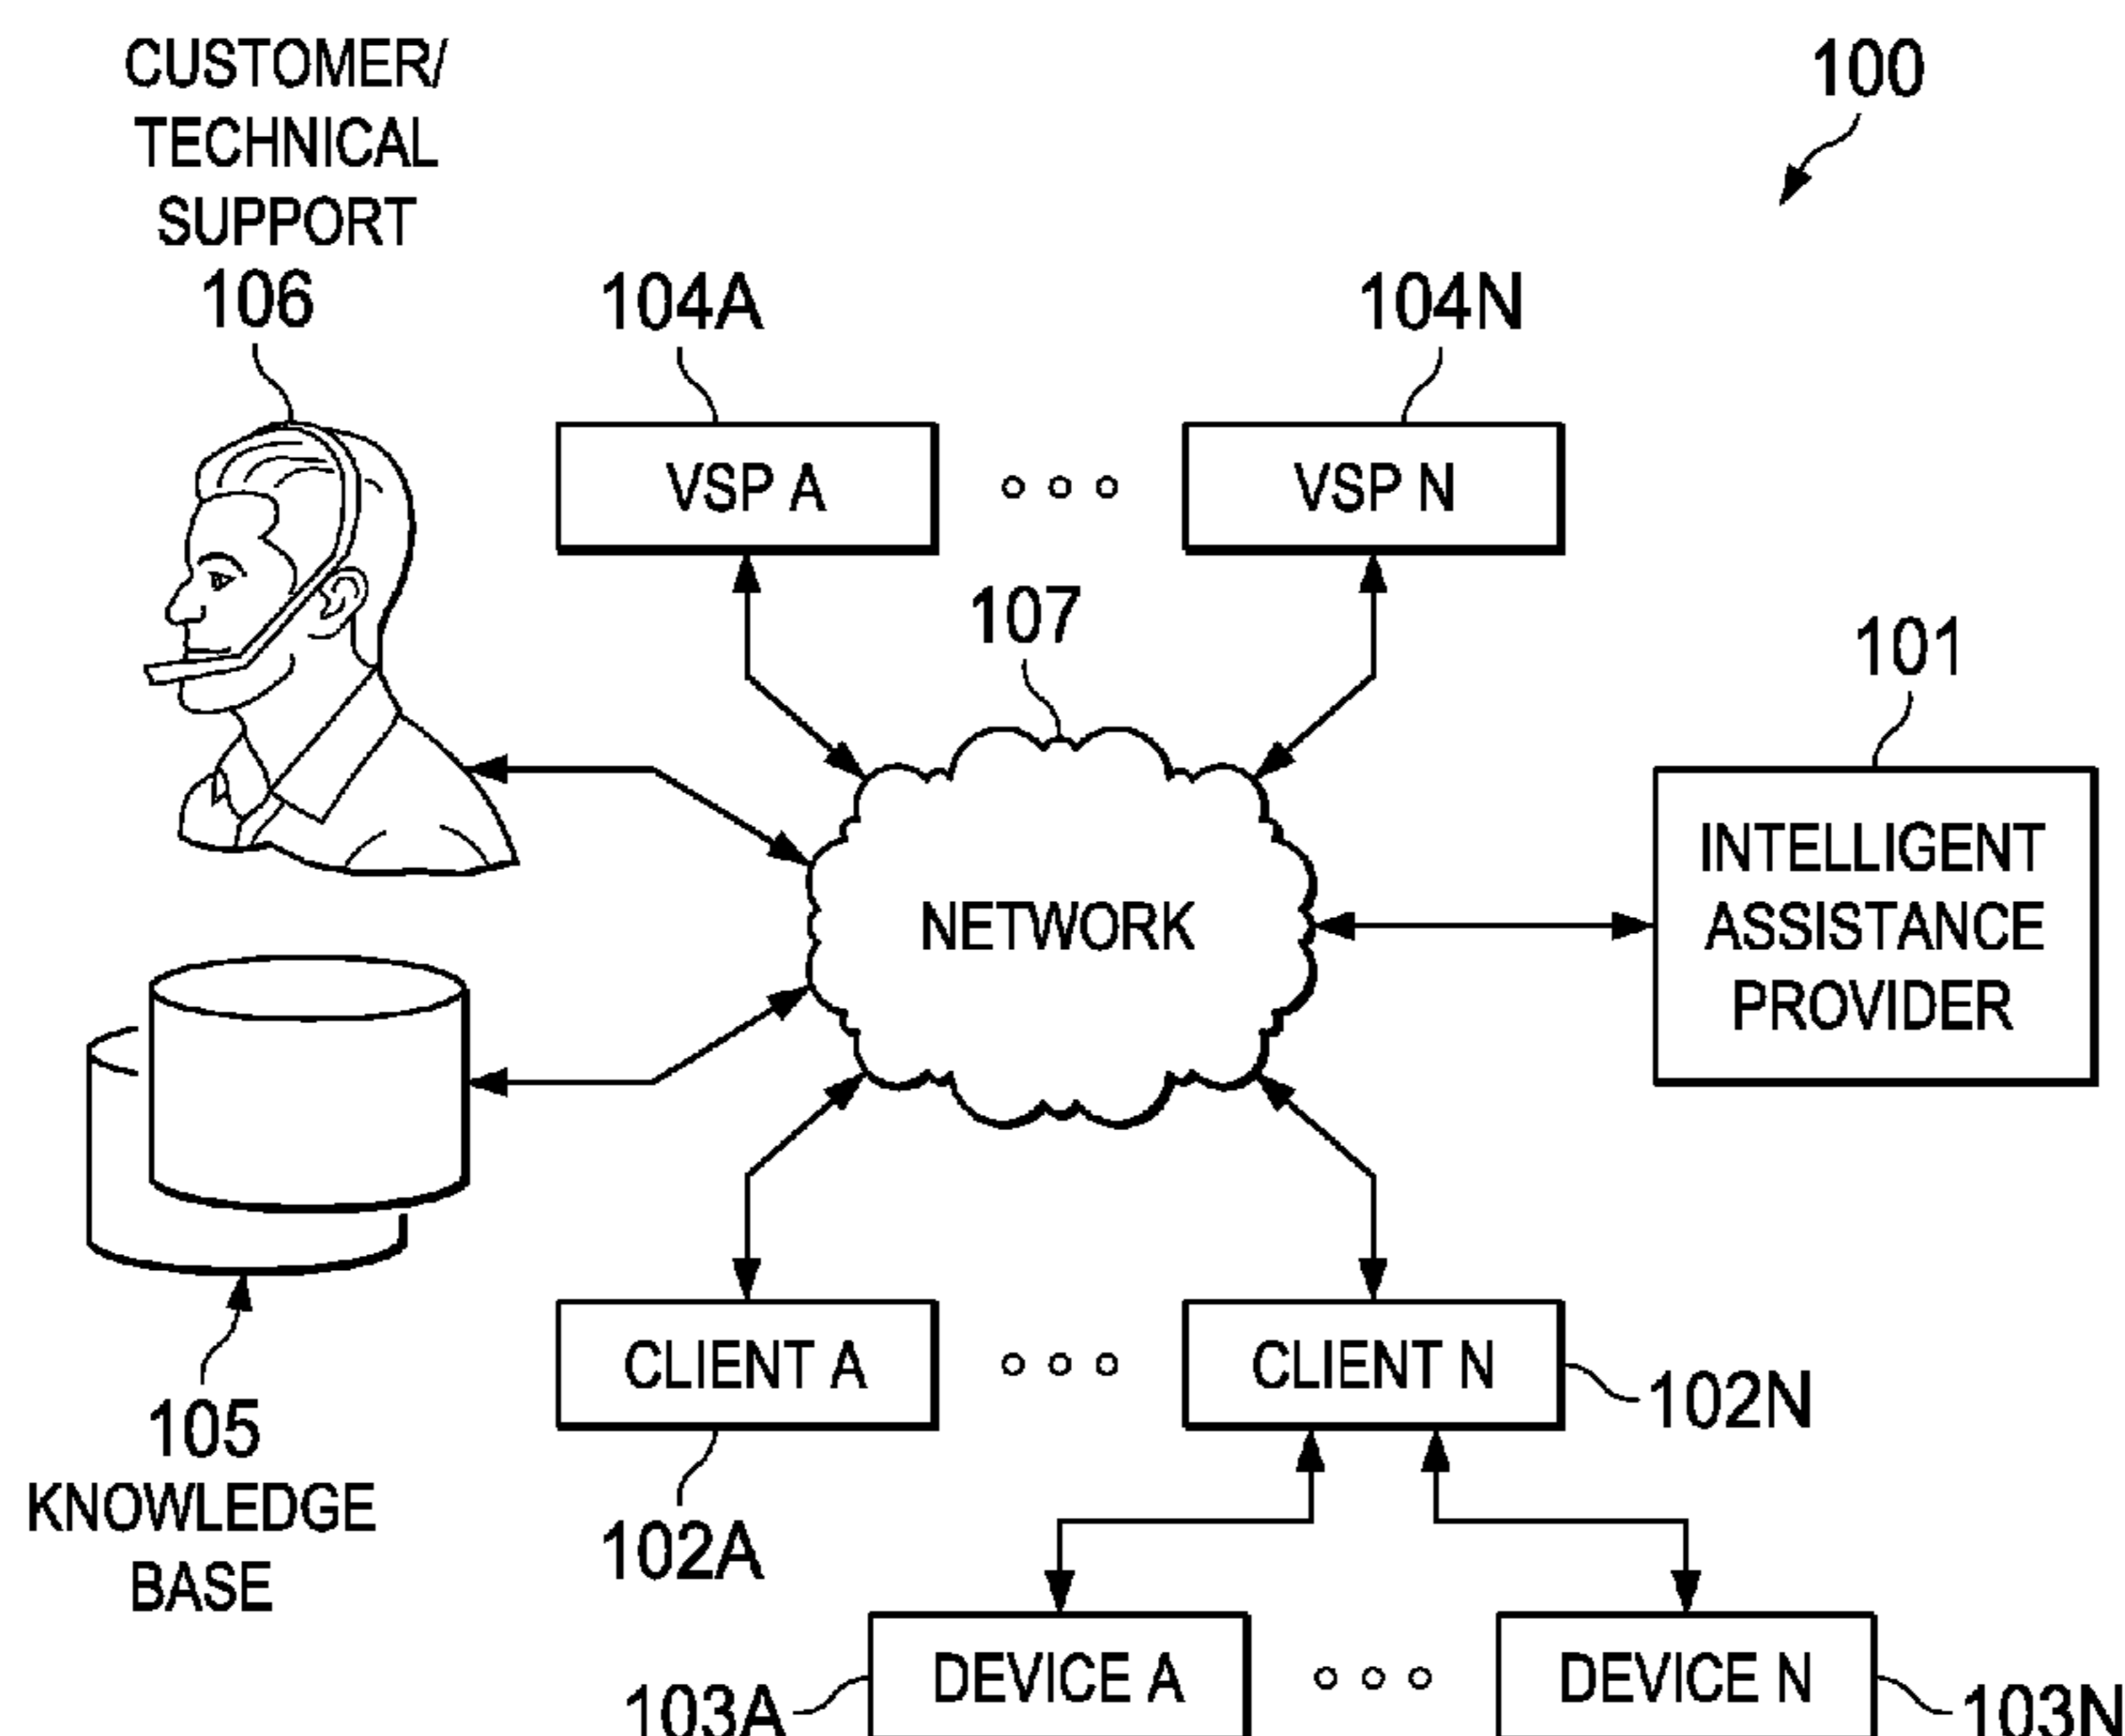 CUSTOMER/
TECHNICAL
SUPPORT
106
100
104A
104N
VSP A
VSP N
107
101
INTELLIGENT
ASSISTANCE
PROVIDER
NETWORK
CLIENT A
CLIENT N
102N
105
KNOWLEDGE
BASE
102A
DEVICE A
DEVICE N
103A
103N